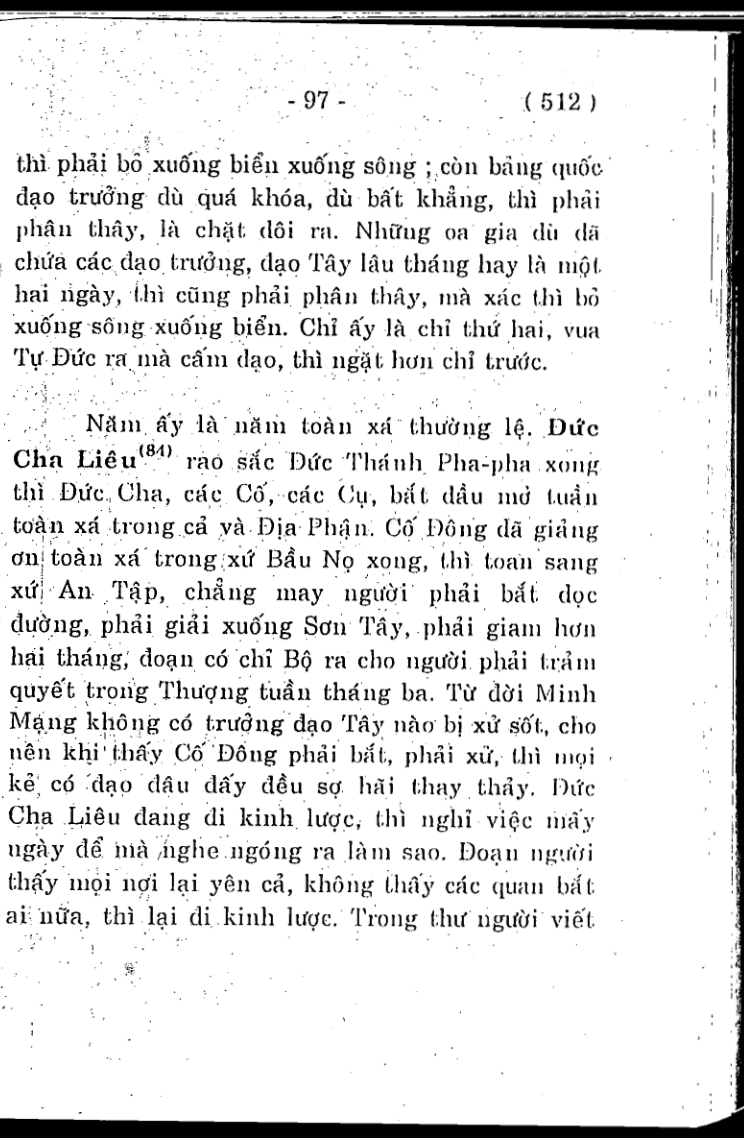 - 97 - ( 512 )
thì phải bỏ xuống biển xuống sông ; còn bảng quốc
đạo trưởng dù quá khóa, dù bất khẳng, thì phải
phân thây, là chặt dôi ra. Những oa gia dù đã
chứa các đạo trưởng, đạo Tây lâu tháng hay là một
hai ngày, thì cũng phải phân thây, mà xác thì bỏ
xuống sông xuống biển. Chỉ ấy là chỉ thứ hai, vua
Tự Đức ra mà cấm đạo, thì ngặt hơn chỉ trước.
Năm ấy là năm toàn xá thường lệ. Đức
Cha Liêu(84) rao sắc Đức Thánh Pha-pha xong
thì Đức Cha, các Cố, các Cụ, bắt đầu mở tuần
toàn xá trong cả và Địa Phận. Cố Đông đã giảng
ơn toàn xá trong xứ Bầu Nọ xong, thì toan sang
xứ An Tập, chẳng may người phải bắt dọc
đường, phải giải xuống Sơn Tây, phải giam hơn
hai tháng, đoạn có chỉ Bộ ra cho người phải trảm
quyết trong Thượng tuần tháng ba. Từ đời Minh
Mạng không có trưởng đạo Tây nào bị xử sốt, cho
nên khi thấy Cố Đông phải bắt, phải xử, thì mọi
kẻ có đạo đâu đấy đều sợ hãi thay thảy. Đức
Cha Liêu đang đi kinh lược, thì nghỉ việc mấy
ngày để mà nghe ngóng ra làm sao. Đoạn người
thấy mọi nơi lại yên cả, không thấy các quan bắt
ai nữa, thì lại đi kinh lược. Trong thư người viết